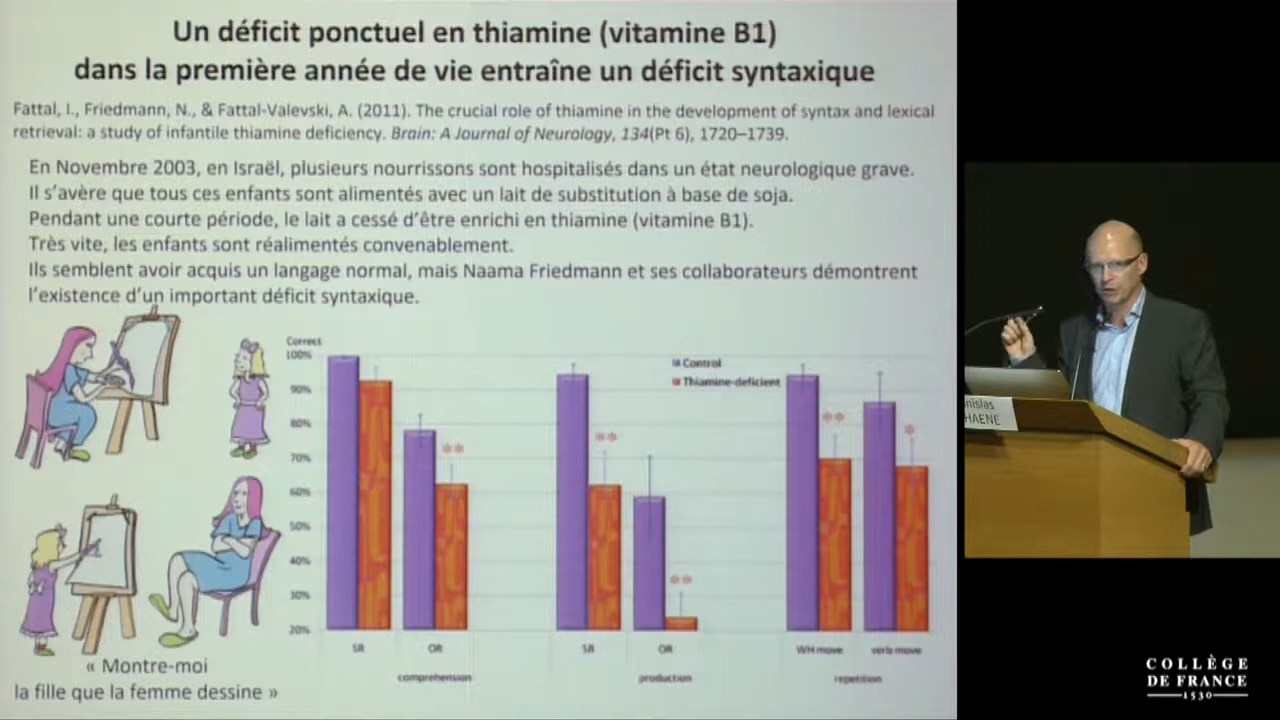 Un déficit ponctuel en thiamine (vitamine B1)
dans la première année de vie entraîne un déficit syntaxique
Fattal, I., Friedmann, N., & Fattal-Valevski, A. (2011). The crucial role of thiamine in the development of syntax and lexical
retrieval: a study of infantile thiamine deficiency. Brain: A Journal of Neurology, 134(Pt 6), 1720–1739.
En Novembre 2003, en Israël, plusieurs nourrissons sont hospitalisés dans un état neurologique grave.
Il s'avère que tous ces enfants sont alimentés avec un lait de substitution à base de soja.
Pendant une courte période, le lait a cessé d'être enrichi en thiamine (vitamine B1).
Très vite, les enfants sont réalimentés convenablement.
Ils semblent avoir acquis un langage normal, mais Naama Friedmann et ses collaborateurs démontrent
l'existence d'un important déficit syntaxique.
Correct
100%
90%
80%
70%
60%
50%
40%
30%
20%
Control
Thiamine-deficient
**
**
**
**
*
SR
OR
SR
OR
WH move
verb move
comprehension
production
repetition
« Montre-moi
la fille que la femme dessine »
nislas
HAENE
COLLÈGE
DE FRANCE
1530